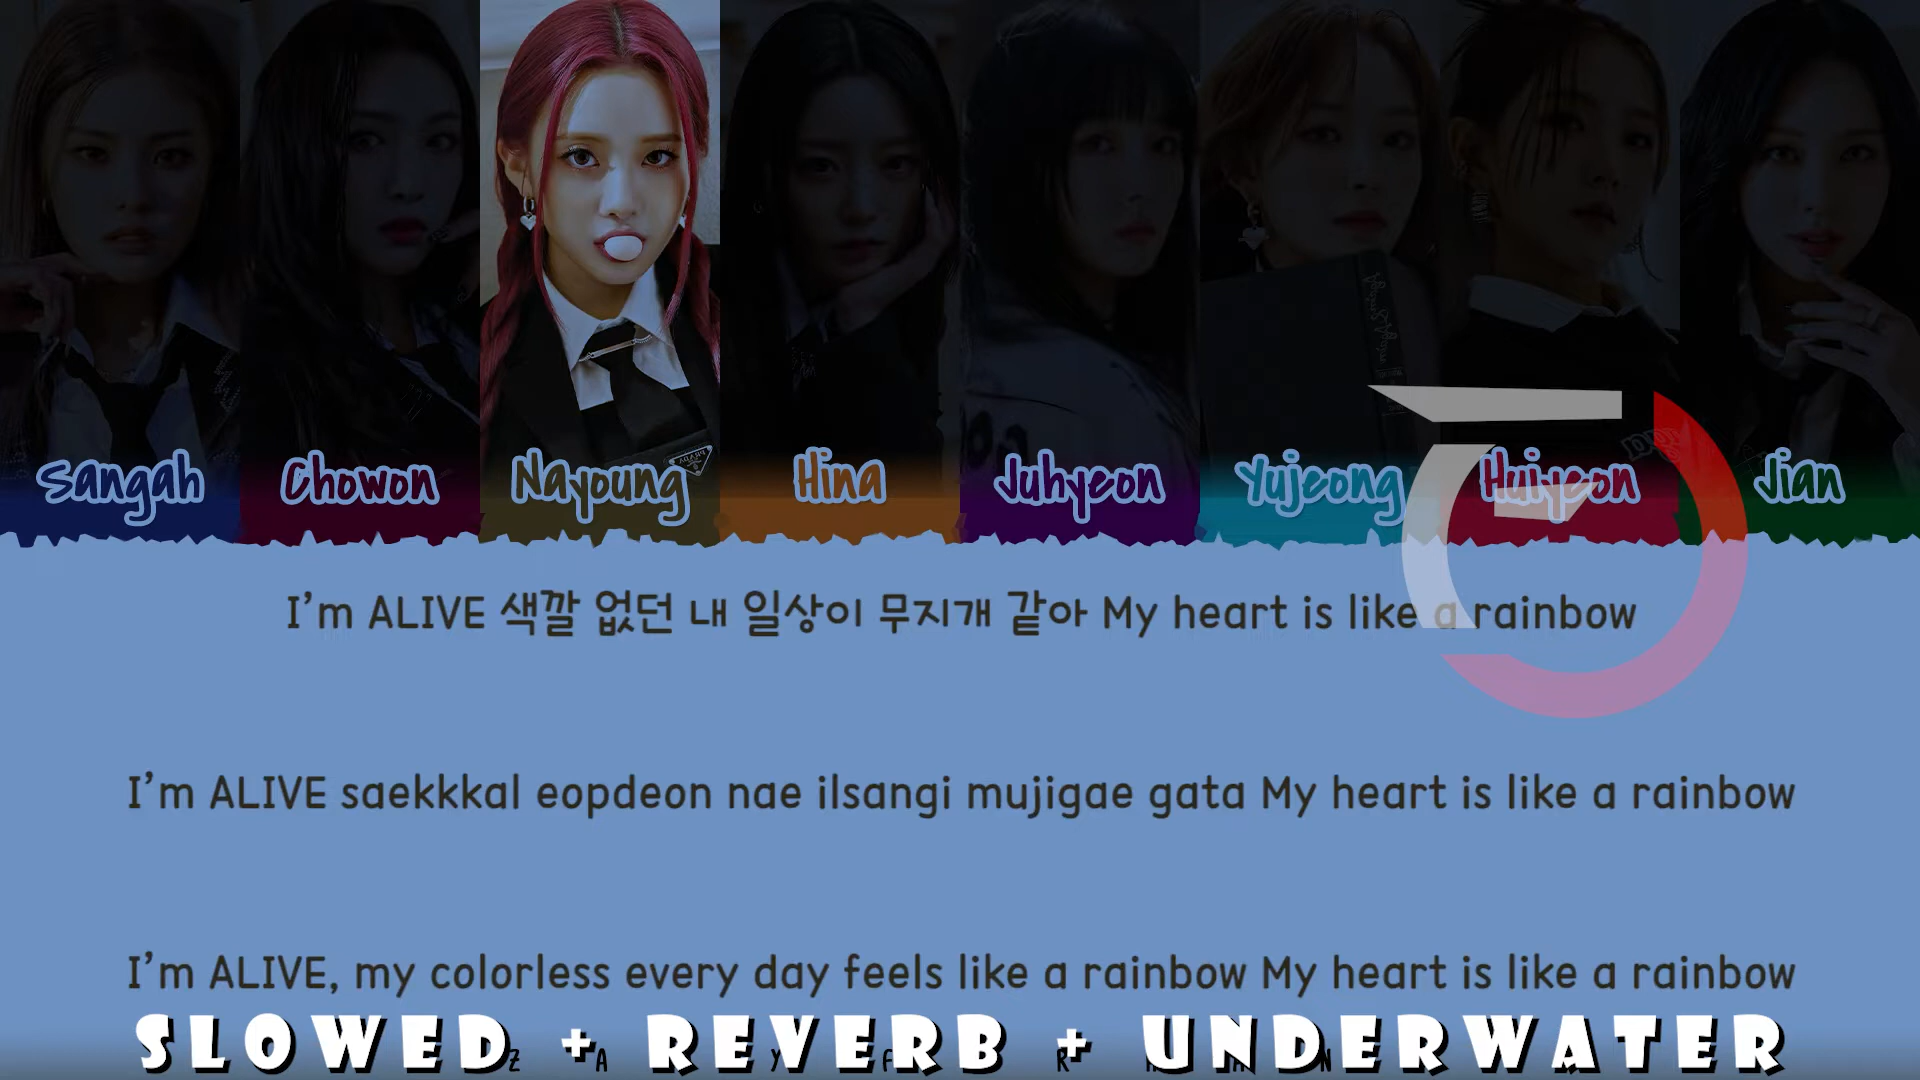 Sangah Chowon Nayoung Hina Juhyeon Yujeong Huiyeon Jian
I'm ALIVE 색깔 없던 내 일상이 무지개 같아 My heart is like a rainbow
I'm ALIVE saekkkal eopdeon nae ilsangi mujigae gata My heart is like a rainbow
I'm ALIVE, my colorless every day feels like a rainbow My heart is like a rainbow
SLOWED + REVERB + UNDERWATER